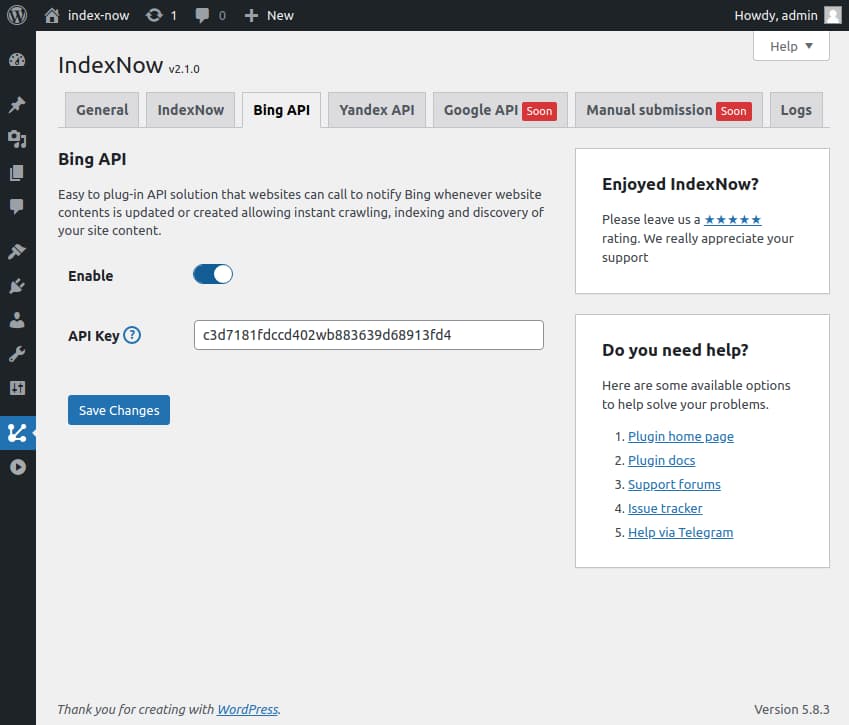 index-now 1 0 New Howdy, admin
Help
IndexNow v2.1.0
General IndexNow Bing API Yandex API Google API Soon Manual submission Soon Logs
Bing API
Easy to plug-in API solution that websites can call to notify Bing whenever website
contents is updated or created allowing instant crawling, indexing and discovery of
your site content.
Enable
API Key ?
c3d7181fdccd402wb883639d68913fd4
Save Changes
Enjoyed IndexNow?
Please leave us a ★★★★★
rating. We really appreciate your
support
Do you need help?
Here are some available options
to help solve your problems.
1. Plugin home page
2. Plugin docs
3. Support forums
4. Issue tracker
5. Help via Telegram
Thank you for creating with WordPress.
Version 5.8.3